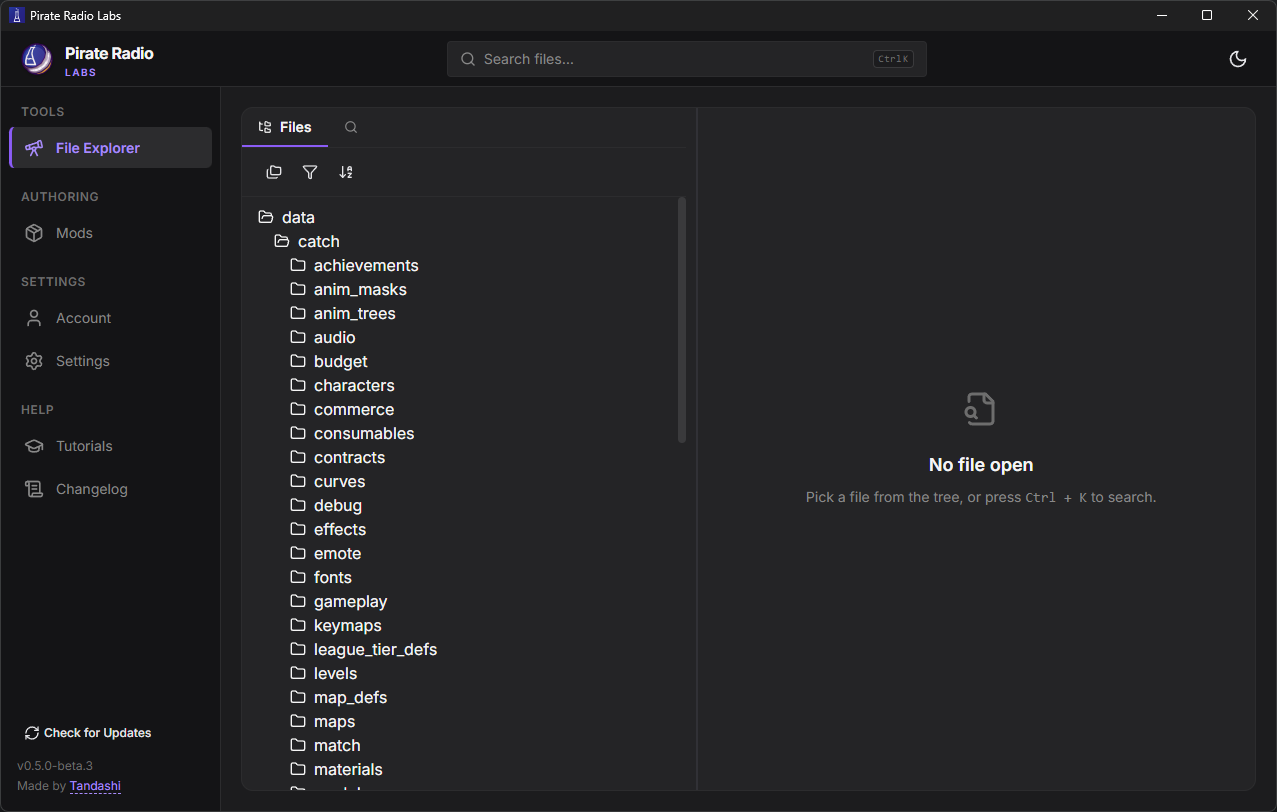 Pirate Radio Labs
Pirate Radio
LABS
Search files...
Ctrl K
TOOLS
File Explorer
AUTHORING
Mods
SETTINGS
Account
Settings
HELP
Tutorials
Changelog
Check for Updates
v0.5.0-beta.3
Made by Tandashi
Files
data
catch
achievements
anim_masks
anim_trees
audio
budget
characters
commerce
consumables
contracts
curves
debug
effects
emote
fonts
gameplay
keymaps
league_tier_defs
levels
map_defs
maps
match
materials
No file open
Pick a file from the tree, or press Ctrl + K to search.